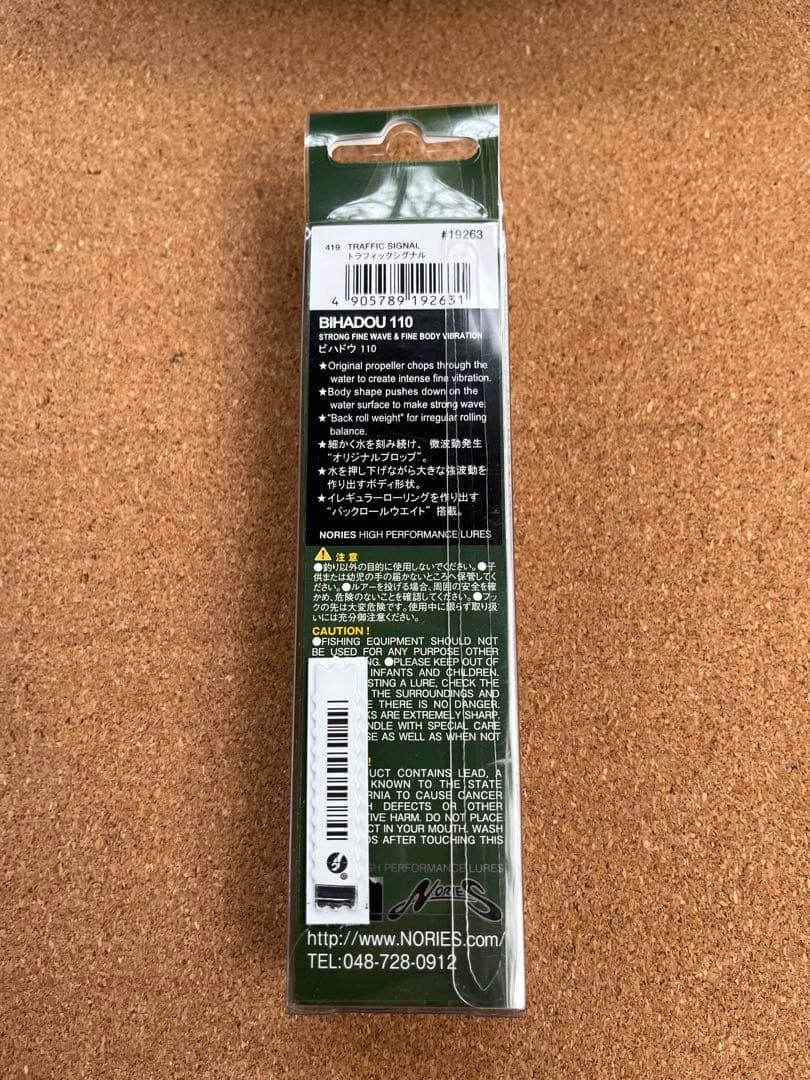 #19263
419 TRAFFIC SIGNAL
トラフィックシグナル
4 905789 192631
BIHADOU 110
STRONG FINE WAVE & FINE BODY VIBRATION
ビハドウ 110
★Original propeller chops through the
water to create intense fine vibration.
★Body shape pushes down on the
water surface to make strong wave.
★"Back roll weight" for irregular rolling
balance.
★細かく水を刻み続け、微波動発生
“オリジナルプロップ”。
★水を押し下げながら大きな強波動を
作り出すボディ形状。
★イレギュラーローリングを作り出す
“バックロールウエイト” 搭載。
NORIES HIGH PERFORMANCE LURES
注 意
●釣り以外の目的に使用しないでください。●子
供または幼児の手の届かないところへ保管してく
ださい。●ルアーを投げる場合、周囲の安全を確
かめ、危険のないことを確認してください。●フッ
クの先は大変危険です。使用中に限らず取り扱
いには充分御注意ください。
CAUTION !
●FISHING EQUIPMENT SHOULD NOT
BE USED FOR ANY PURPOSE OTHER
NG. ●PLEASE KEEP OUT OF
INFANTS AND CHILDREN.
STING A LURE, CHECK THE
THE SURROUNDINGS AND
E THERE IS NO DANGER.
KS ARE EXTREMELY SHARP.
NDLE WITH SPECIAL CARE
SE AS WELL AS WHEN NOT
!
UCT CONTAINS LEAD, A
KNOWN TO THE STATE
RNIA TO CAUSE CANCER
H DEFECTS OR OTHER
TIVE HARM. DO NOT PLACE
CT IN YOUR MOUTH. WASH
DS AFTER TOUCHING THIS
HIGH PERFORMANCE LURES
NORIES
http://www.NORIES.com/
TEL:048-728-0912